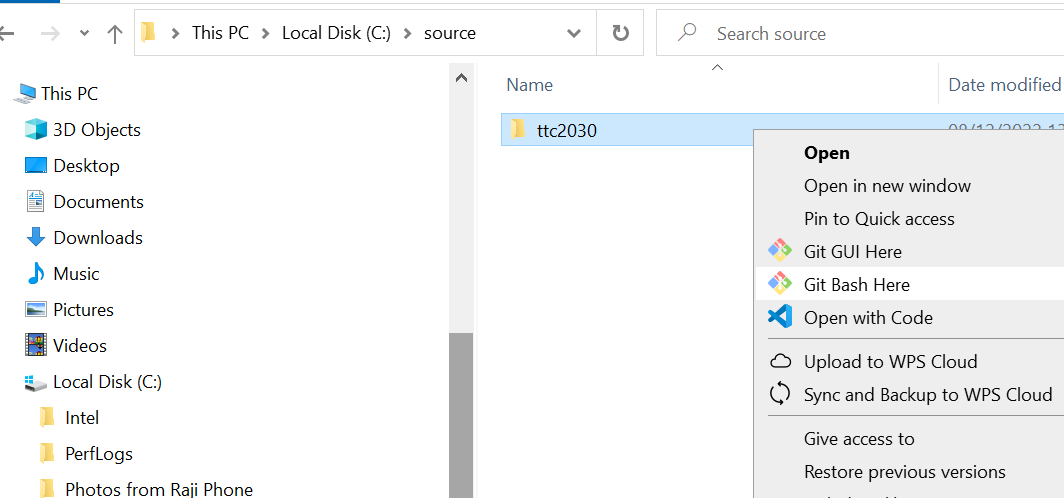 This PC > Local Disk (C:) > source
Search source
This PC
3D Objects
Desktop
Documents
Downloads
Music
Pictures
Videos
Local Disk (C:)
Intel
PerfLogs
Photos from Raji Phone
Name
Date modified
ttc2030
Open
Open in new window
Pin to Quick access
Git GUI Here
Git Bash Here
Open with Code
Upload to WPS Cloud
Sync and Backup to WPS Cloud
Give access to
Restore previous versions